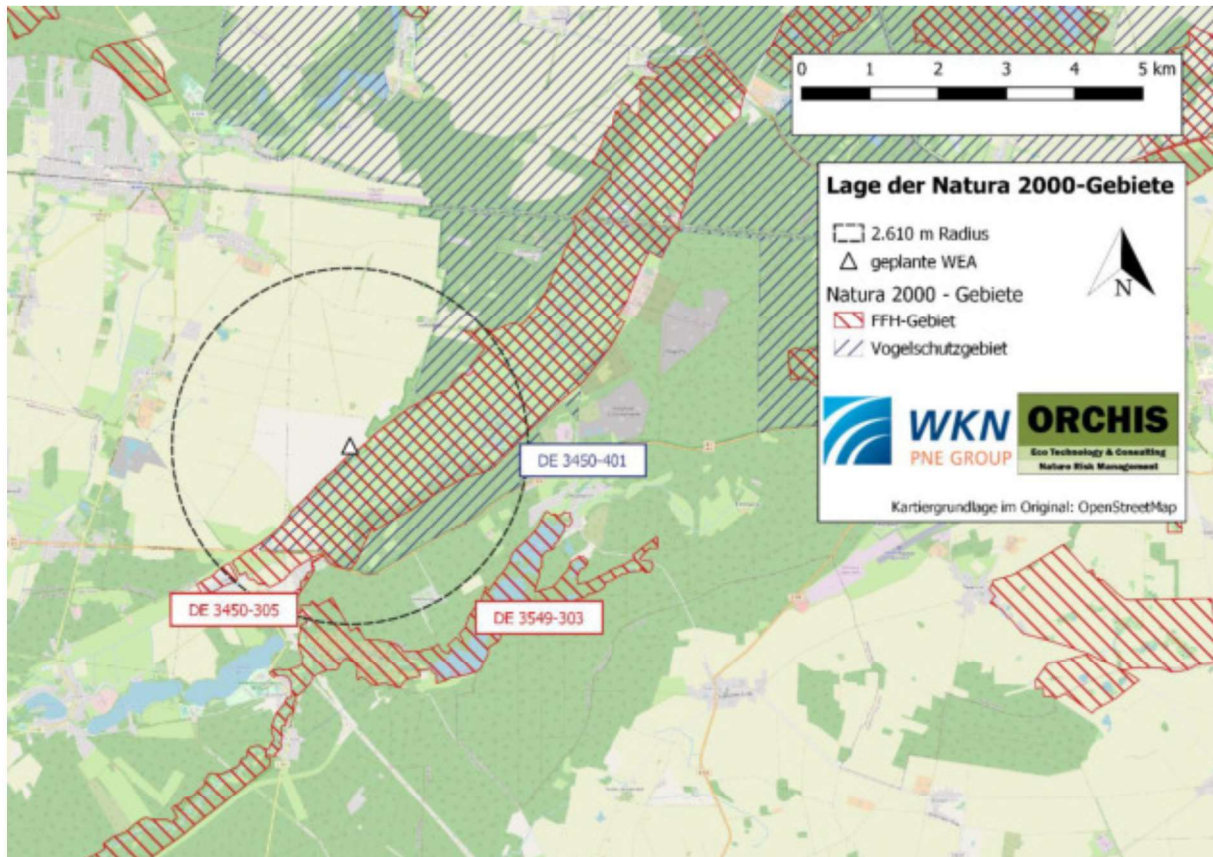 0 1 2 3 4 5 km
Lage der Natura 2000-Gebiete
2.610 m Radius
geplante WEA
Natura 2000 - Gebiete
FFH-Gebiet
Vogelschutzgebiet
N
WKN
PNE GROUP
ORCHIS
Eco Technology & Consulting
Nature Risk Management
Kartiergrundlage im Original: OpenStreetMap
DE 3450-401
DE 3450-305
DE 3549-303